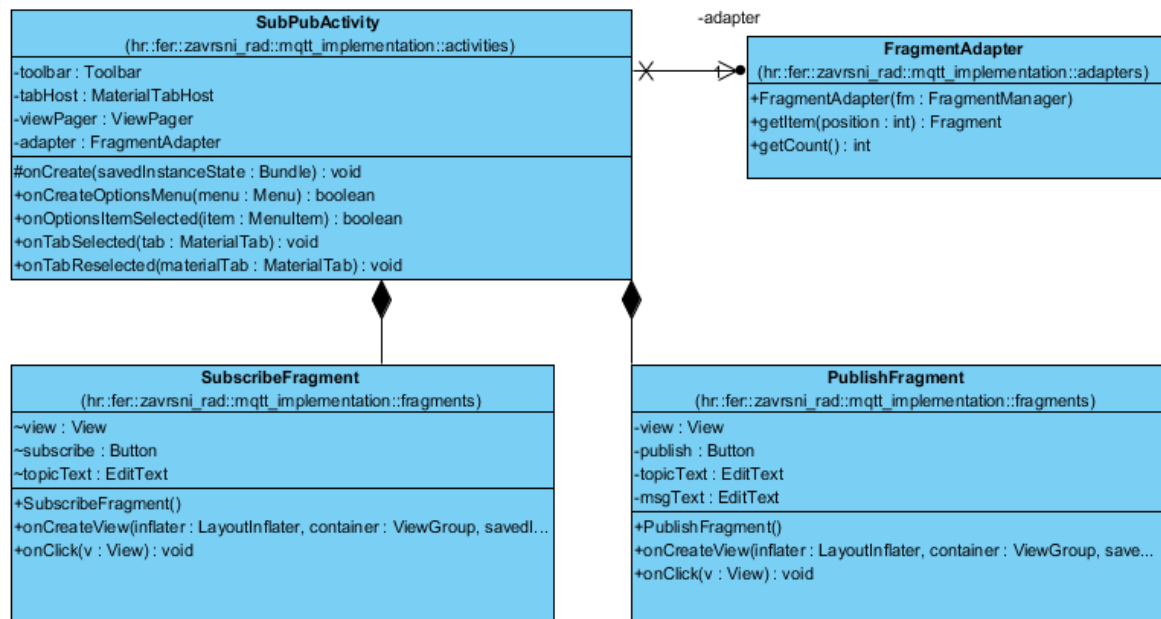 SubPubActivity
(hr::fer::zavrsni_rad::mqtt_implementation::activities)
-toolbar : Toolbar
-tabHost : MaterialTabHost
-viewPager : ViewPager
-adapter : FragmentAdapter
#onCreate(savedInstanceState : Bundle) : void
+onCreateOptionsMenu(menu : Menu) : boolean
+onOptionsItemSelected(item : MenuItem) : boolean
+onTabSelected(tab : MaterialTab) : void
+onTabReselected(materialTab : MaterialTab) : void
-adapter
FragmentAdapter
(hr::fer::zavrsni_rad::mqtt_implementation::adapters)
+FragmentAdapter(fm : FragmentManager)
+getItem(position : int) : Fragment
+getCount() : int
SubscribeFragment
(hr::fer::zavrsni_rad::mqtt_implementation::fragments)
~view : View
~subscribe : Button
~topicText : EditText
+SubscribeFragment()
+onCreateView(inflater : LayoutInflater, container : ViewGroup, savedI...
+onClick(v : View) : void
PublishFragment
(hr::fer::zavrsni_rad::mqtt_implementation::fragments)
-view : View
-publish : Button
-topicText : EditText
-msgText : EditText
+PublishFragment()
+onCreateView(inflater : LayoutInflater, container : ViewGroup, save...
+onClick(v : View) : void